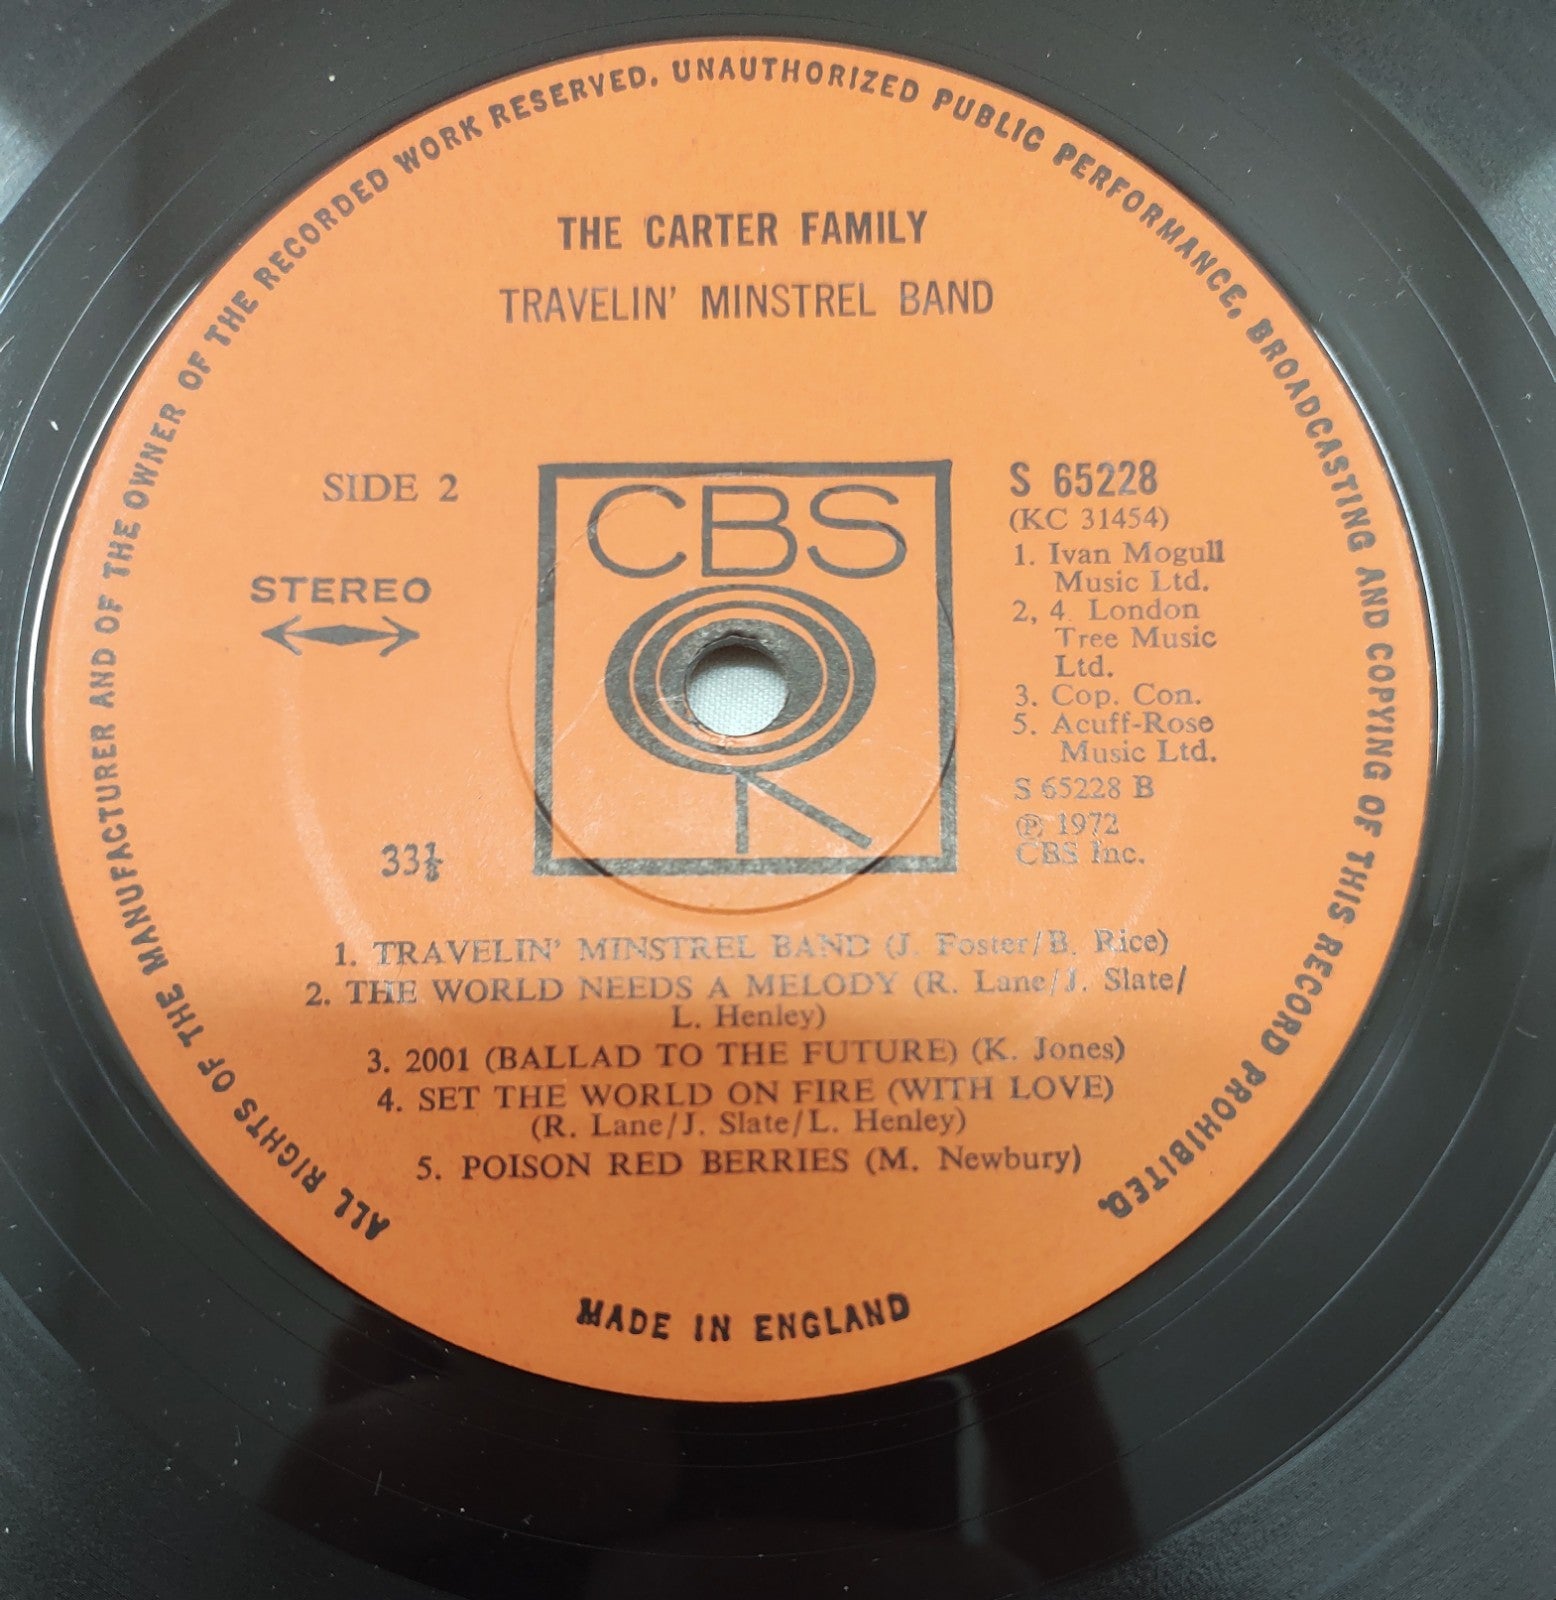 ALL RIGHTS OF THE MANUFACTURER AND OF THE OWNER OF THE RECORDED WORK RESERVED. UNAUTHORIZED PUBLIC PERFORMANCE, BROADCASTING AND COPYING OF THIS RECORD PROHIBITED.
THE CARTER FAMILY
TRAVELIN' MINSTREL BAND
SIDE 2
STEREO
33⅓
CBS
S 65228
(KC 31454)
1. Ivan Mogull
Music Ltd.
2, 4. London
Tree Music
Ltd.
3. Cop. Con.
5. Acuff-Rose
Music Ltd.
S 65228 B
℗ 1972
CBS Inc.
1. TRAVELIN' MINSTREL BAND (J. Foster/B. Rice)
2. THE WORLD NEEDS A MELODY (R. Lane/J. Slate/
L. Henley)
3. 2001 (BALLAD TO THE FUTURE) (K. Jones)
4. SET THE WORLD ON FIRE (WITH LOVE)
(R. Lane/J. Slate/L. Henley)
5. POISON RED BERRIES (M. Newbury)
MADE IN ENGLAND